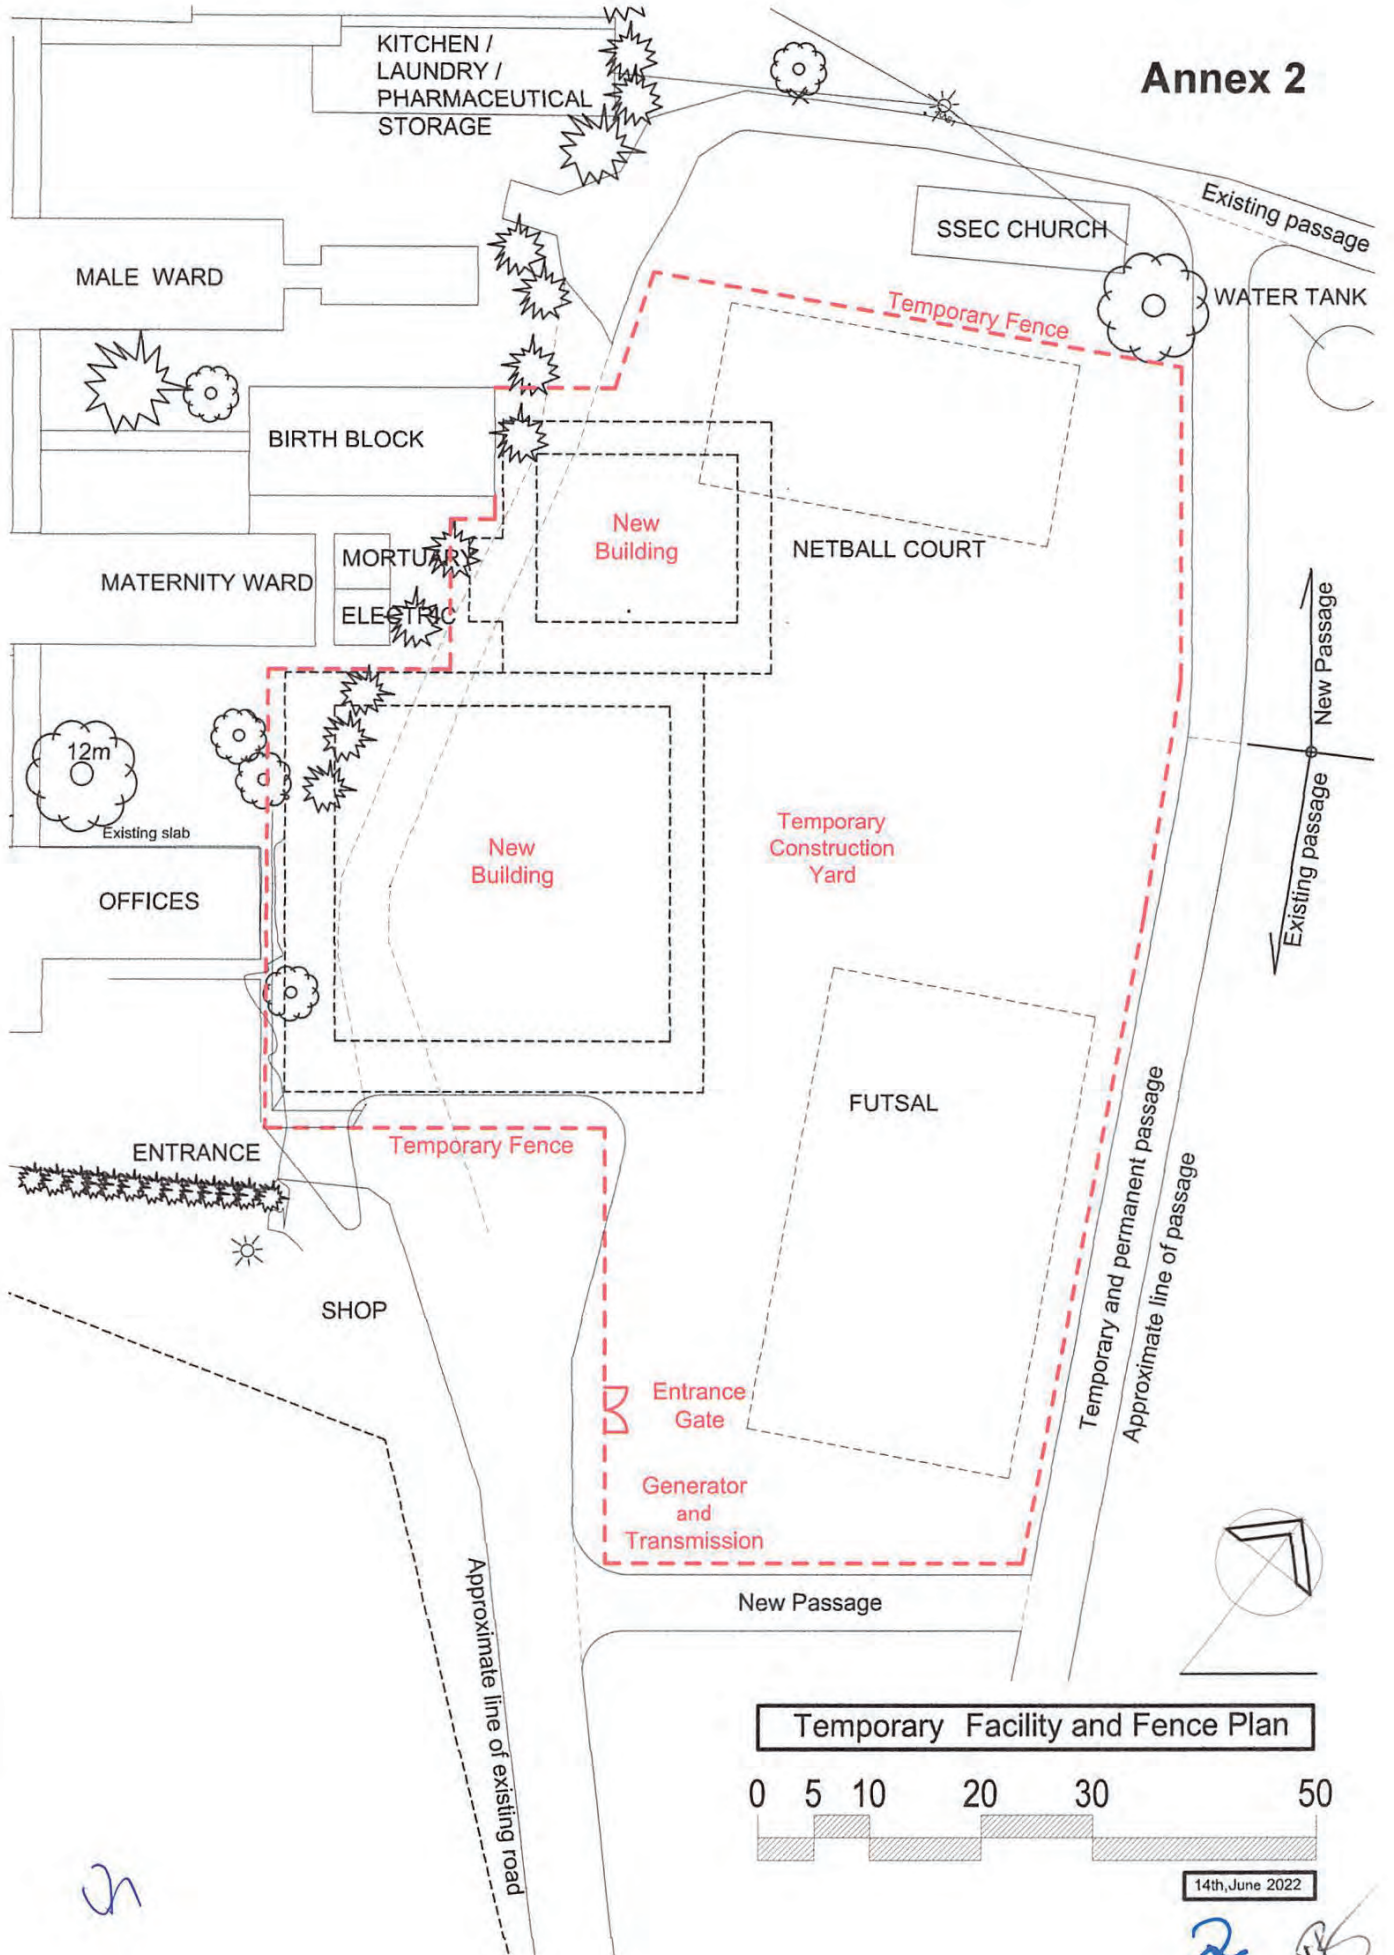 Annex 2
KITCHEN /
LAUNDRY /
PHARMACEUTICAL
STORAGE
Existing passage
SSEC CHURCH
MALE WARD
WATER TANK
Temporary Fence
BIRTH BLOCK
New
Building
NETBALL COURT
MORTUARY
MATERNITY WARD
ELECTRIC
New Passage
12m
Existing slab
Temporary
Construction
Yard
New
Building
Existing passage
OFFICES
FUTSAL
Temporary and permanent passage
Approximate line of passage
ENTRANCE
Temporary Fence
SHOP
Entrance
Gate
Generator
and
Transmission
New Passage
Approximate line of existing road
Temporary Facility and Fence Plan
0 5 10 20 30 50
14th,June 2022